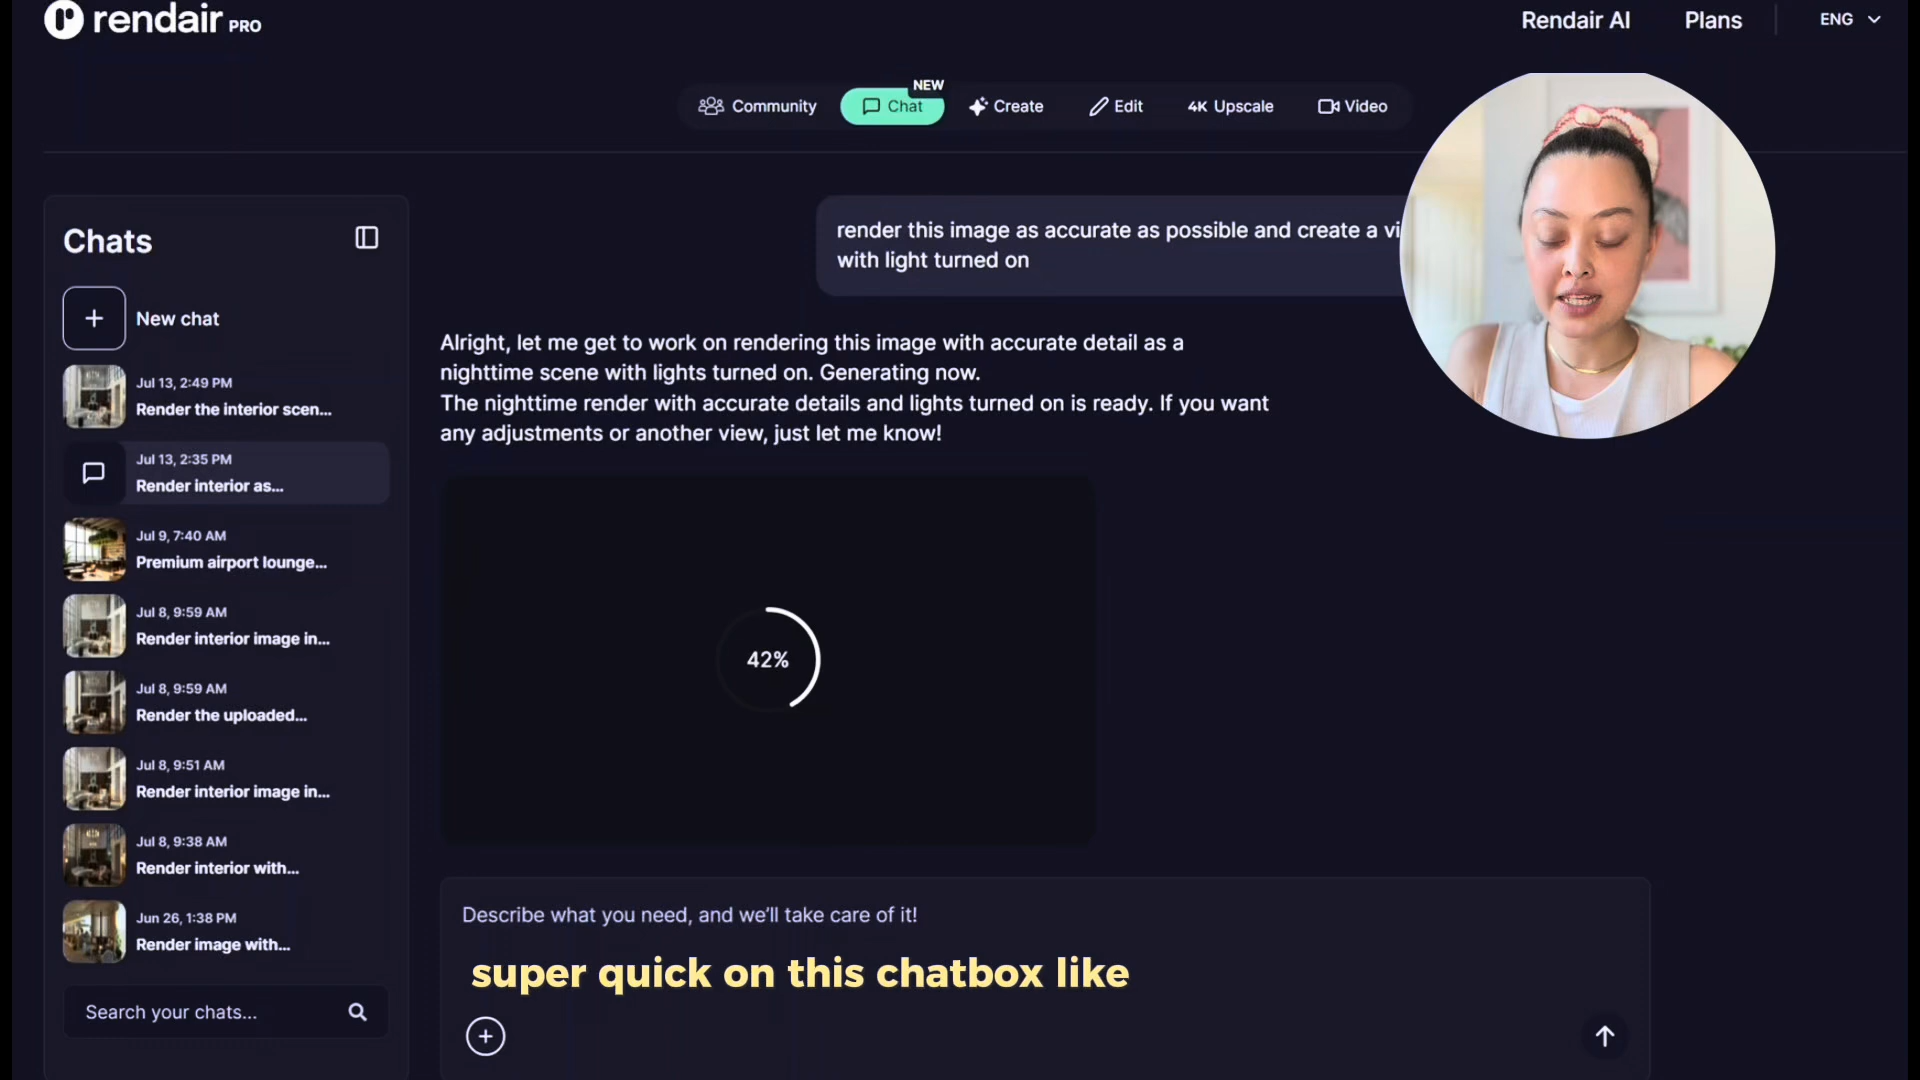 rendair PRO
Rendair AI
Plans
ENG
NEW
Community
Chat
Create
Edit
4K Upscale
Video
Chats
New chat
Jul 13, 2:49 PM
Render the interior scen...
Jul 13, 2:35 PM
Render interior as...
Jul 9, 7:40 AM
Premium airport lounge...
Jul 8, 9:59 AM
Render interior image in...
Jul 8, 9:59 AM
Render the uploaded...
Jul 8, 9:51 AM
Render interior image in...
Jul 8, 9:38 AM
Render interior with...
Jun 26, 1:38 PM
Render image with...
Search your chats...
render this image as accurate as possible and create a vi
with light turned on
Alright, let me get to work on rendering this image with accurate detail as a
nighttime scene with lights turned on. Generating now.
The nighttime render with accurate details and lights turned on is ready. If you want
any adjustments or another view, just let me know!
42%
Describe what you need, and we'll take care of it!
super quick on this chatbox like